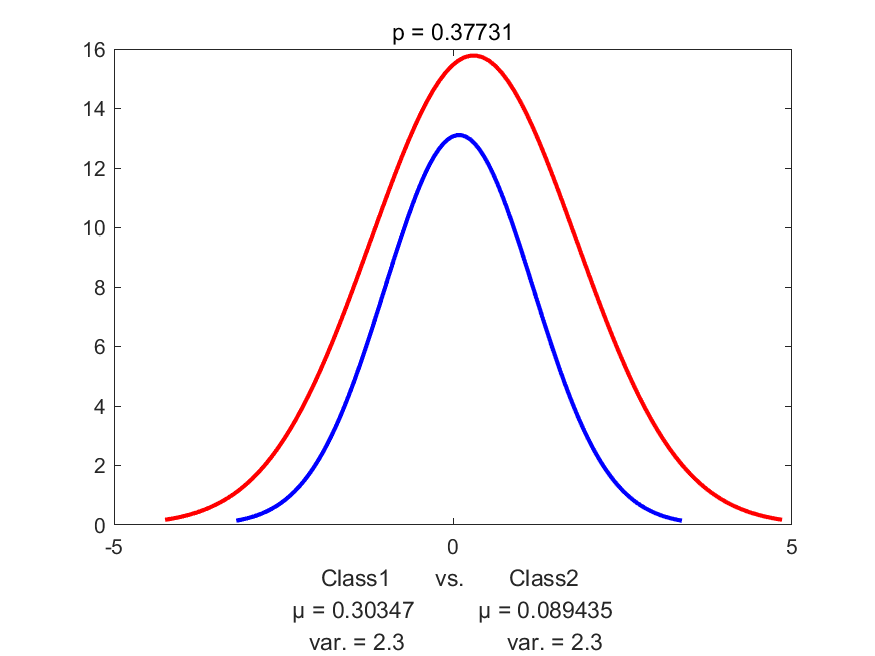 p = 0.37731
16
14
12
10
8
6
4
2
0
-5 0 5
Class1 vs. Class2
μ = 0.30347 μ = 0.089435
var. = 2.3 var. = 2.3